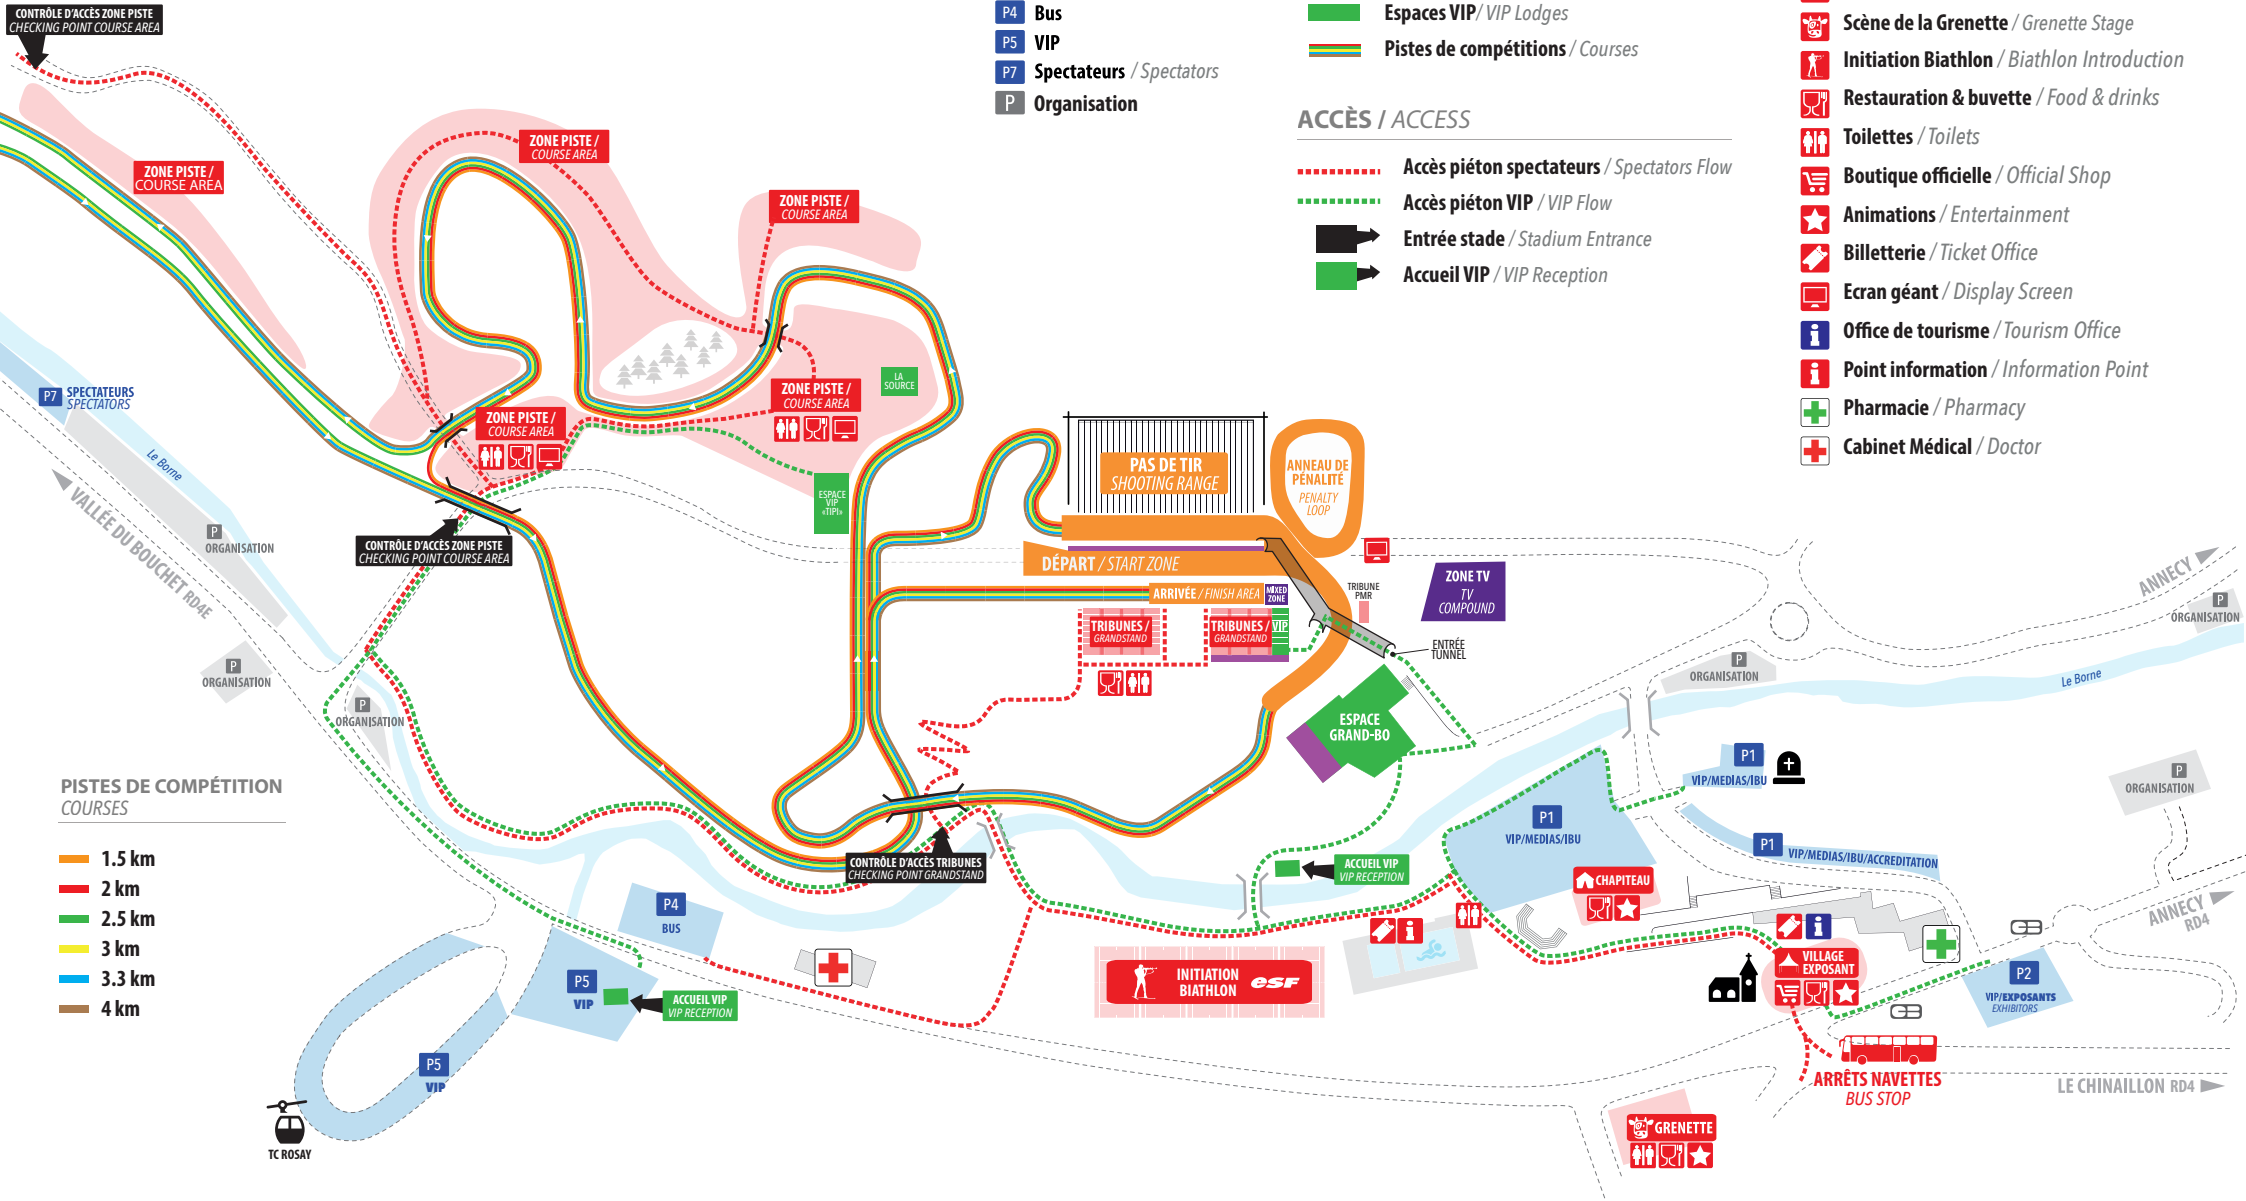 CONTRÔLE D'ACCÈS ZONE PISTE
CHECKING POINT COURSE AREA
P4 Bus
P5 VIP
P7 Spectateurs / Spectators
P Organisation
Espaces VIP/ VIP Lodges
Pistes de compétitions / Courses
ACCÈS / ACCESS
Accès piéton spectateurs / Spectators Flow
Accès piéton VIP / VIP Flow
Entrée stade / Stadium Entrance
Accueil VIP / VIP Reception
Scène de la Grenette / Grenette Stage
Initiation Biathlon / Biathlon Introduction
Restauration & buvette / Food & drinks
Toilettes / Toilets
Boutique officielle / Official Shop
Animations / Entertainment
Billetterie / Ticket Office
Ecran géant / Display Screen
Office de tourisme / Tourism Office
Point information / Information Point
Pharmacie / Pharmacy
Cabinet Médical / Doctor
ZONE PISTE /
COURSE AREA
ZONE PISTE /
COURSE AREA
ZONE PISTE /
COURSE AREA
ZONE PISTE /
COURSE AREA
ZONE PISTE /
COURSE AREA
LA
SOURCE
ESPACE
VIP
«TIPI»
P7 SPECTATEURS
SPECTATORS
Le Borne
VALLÉE DU BOUCHET RD4E
P
ORGANISATION
P
ORGANISATION
P
ORGANISATION
CONTRÔLE D'ACCÈS ZONE PISTE
CHECKING POINT COURSE AREA
PAS DE TIR
SHOOTING RANGE
ANNEAU DE
PÉNALITÉ
PENALTY
LOOP
DÉPART / START ZONE
ARRIVÉE / FINISH AREA
MIXED
ZONE
TRIBUNES /
GRANDSTAND
TRIBUNES /
GRANDSTAND
VIP
TRIBUNE
PMR
ZONE TV
TV
COMPOUND
ENTRÉE
TUNNEL
ESPACE
GRAND-BO
ANNECY
P
ORGANISATION
P
ORGANISATION
Le Borne
P
ORGANISATION
P1
VIP/MEDIAS/IBU
P1
VIP/MEDIAS/IBU
P1
VIP/MEDIAS/IBU/ACCREDITATION
ANNECY
RD4
PISTES DE COMPÉTITION
COURSES
1.5 km
2 km
2.5 km
3 km
3.3 km
4 km
CONTRÔLE D'ACCÈS TRIBUNES
CHECKING POINT GRANDSTAND
ACCUEIL VIP
VIP RECEPTION
CHAPITEAU
P4
BUS
P5
VIP
ACCUEIL VIP
VIP RECEPTION
P5
VIP
TC ROSAY
INITIATION
BIATHLON
esf
VILLAGE
EXPOSANT
P2
VIP/EXPOSANTS
EXHIBITORS
ARRÊTS NAVETTES
BUS STOP
LE CHINAILLON RD4
GRENETTE